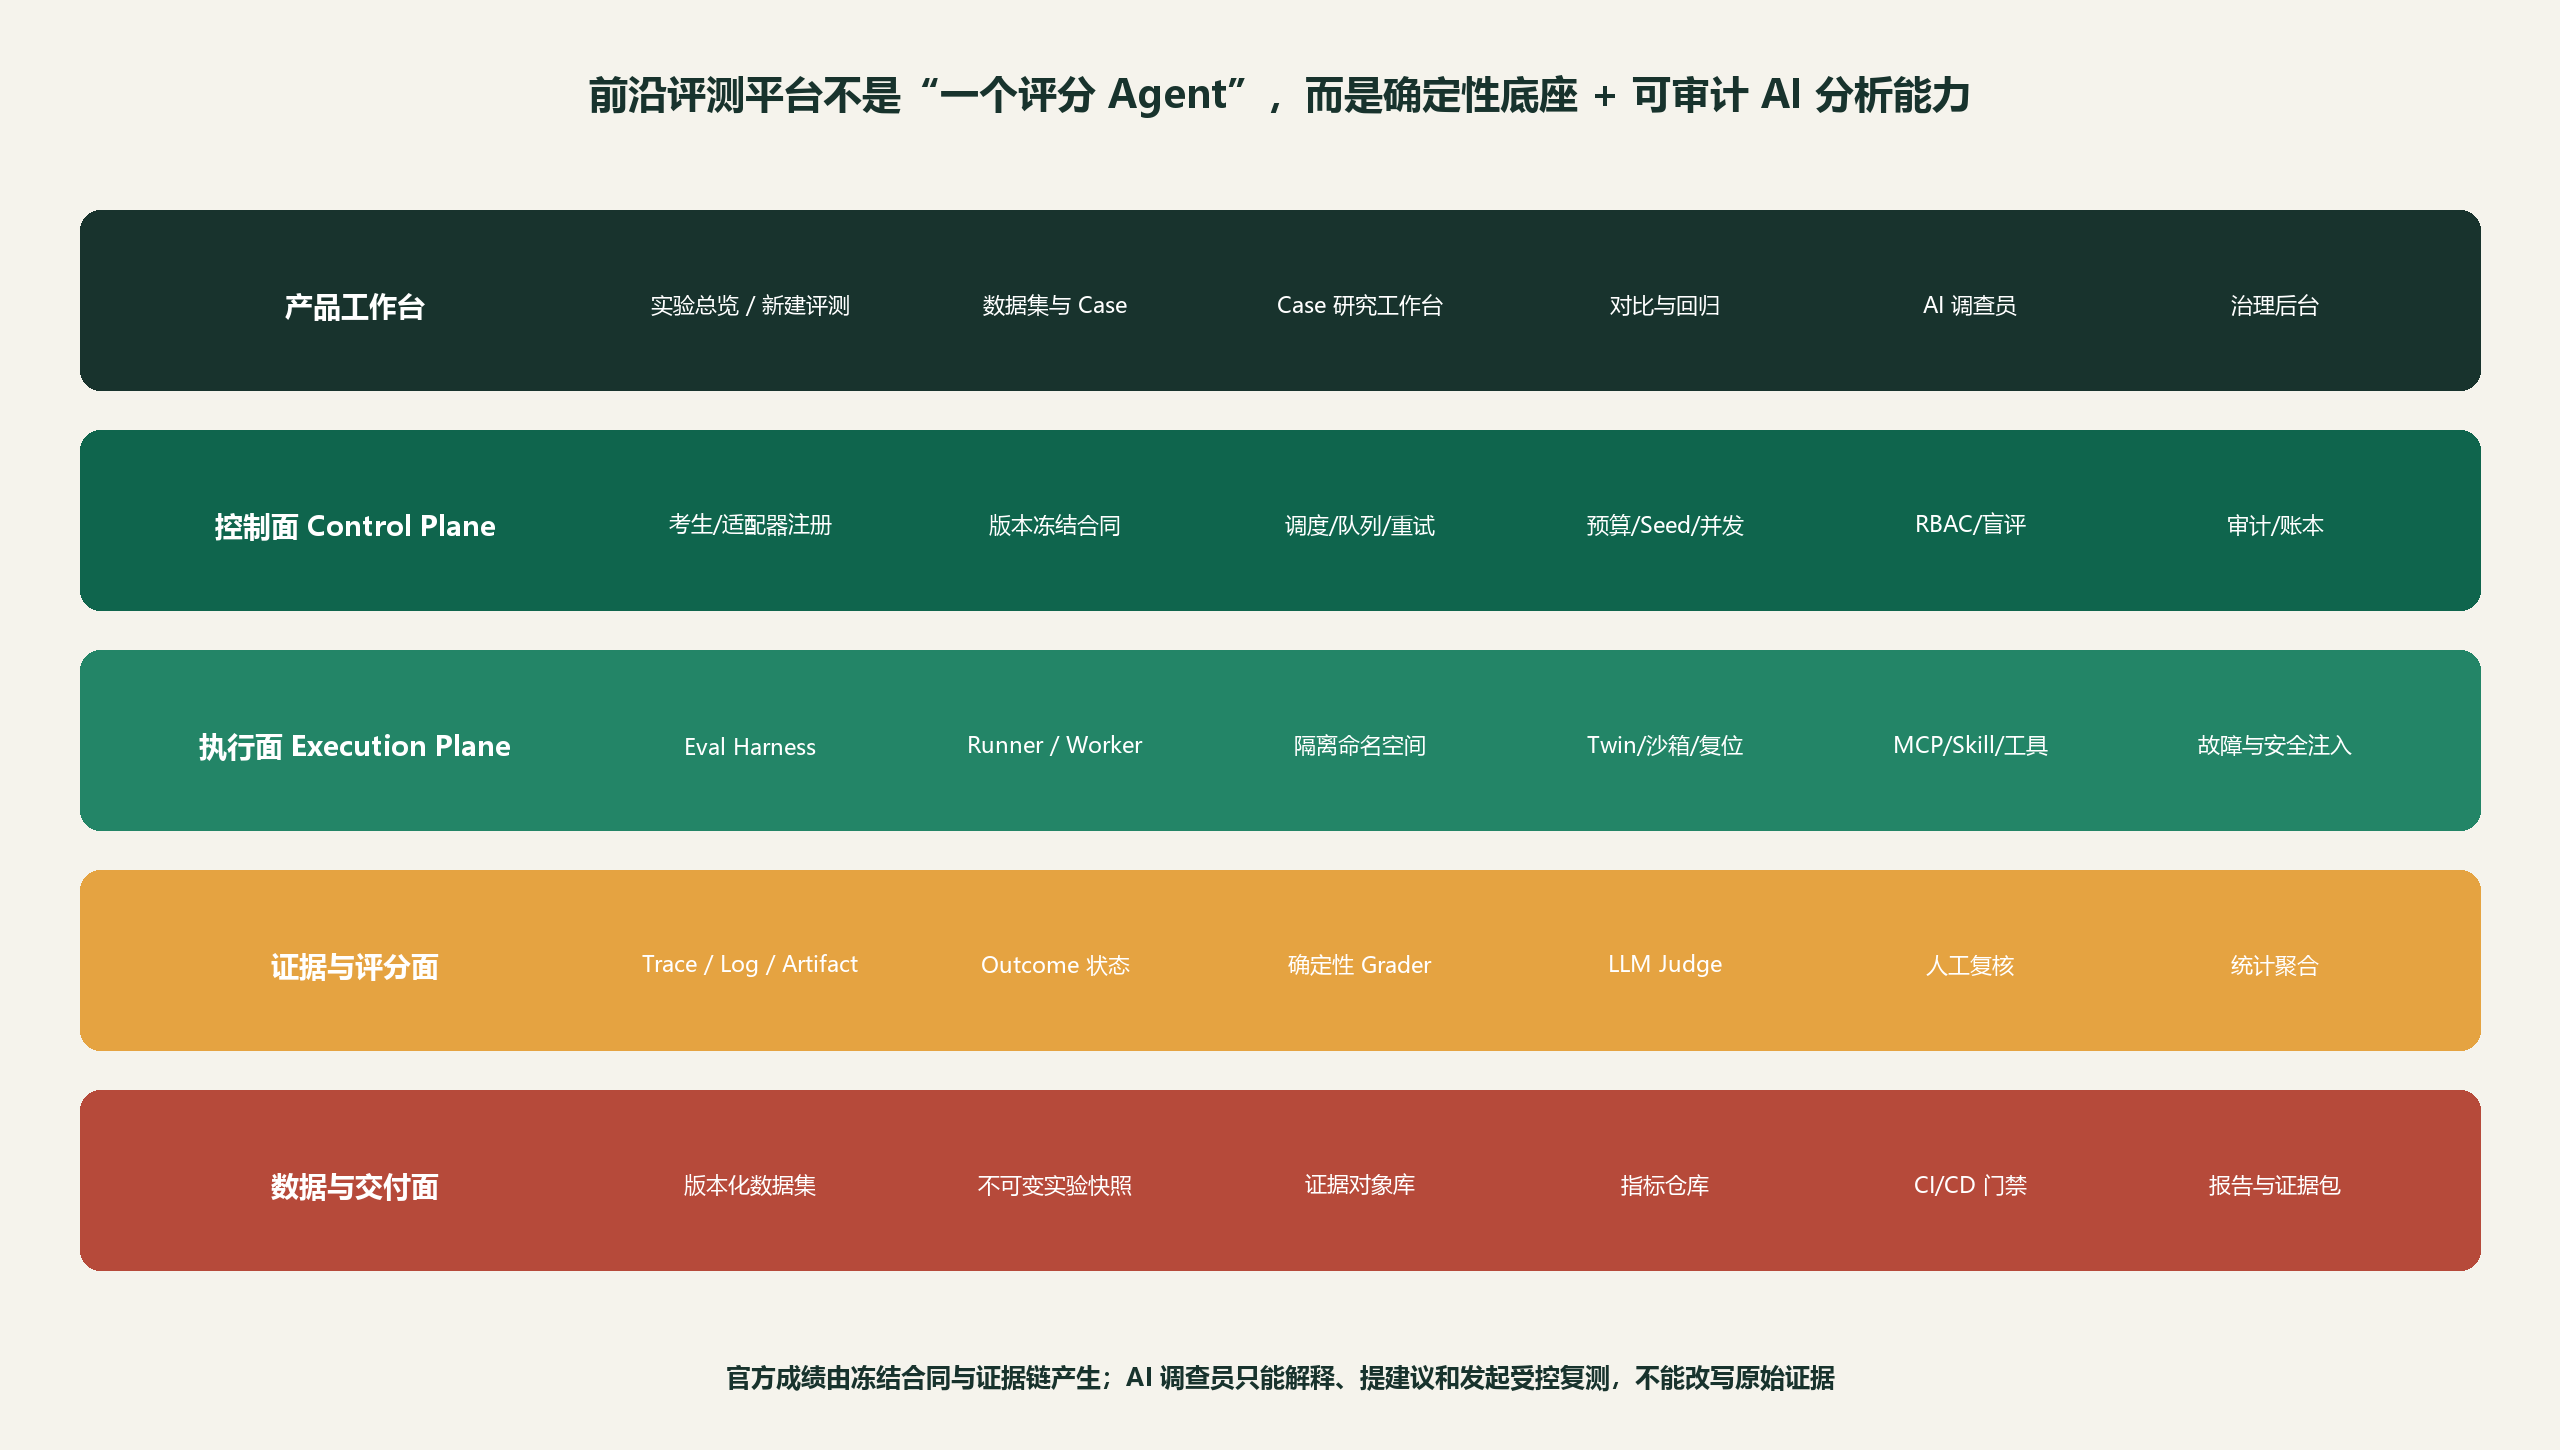 前沿评测平台不是“一个评分 Agent”，而是确定性底座 + 可审计 AI 分析能力
产品工作台 实验总览 / 新建评测 数据集与 Case Case 研究工作台 对比与回归 AI 调查员 治理后台
控制面 Control Plane 考生/适配器注册 版本冻结合同 调度/队列/重试 预算/Seed/并发 RBAC/盲评 审计/账本
执行面 Execution Plane Eval Harness Runner / Worker 隔离命名空间 Twin/沙箱/复位 MCP/Skill/工具 故障与安全注入
证据与评分面 Trace / Log / Artifact Outcome 状态 确定性 Grader LLM Judge 人工复核 统计聚合
数据与交付面 版本化数据集 不可变实验快照 证据对象库 指标仓库 CI/CD 门禁 报告与证据包
官方成绩由冻结合同与证据链产生；AI 调查员只能解释、提建议和发起受控复测，不能改写原始证据